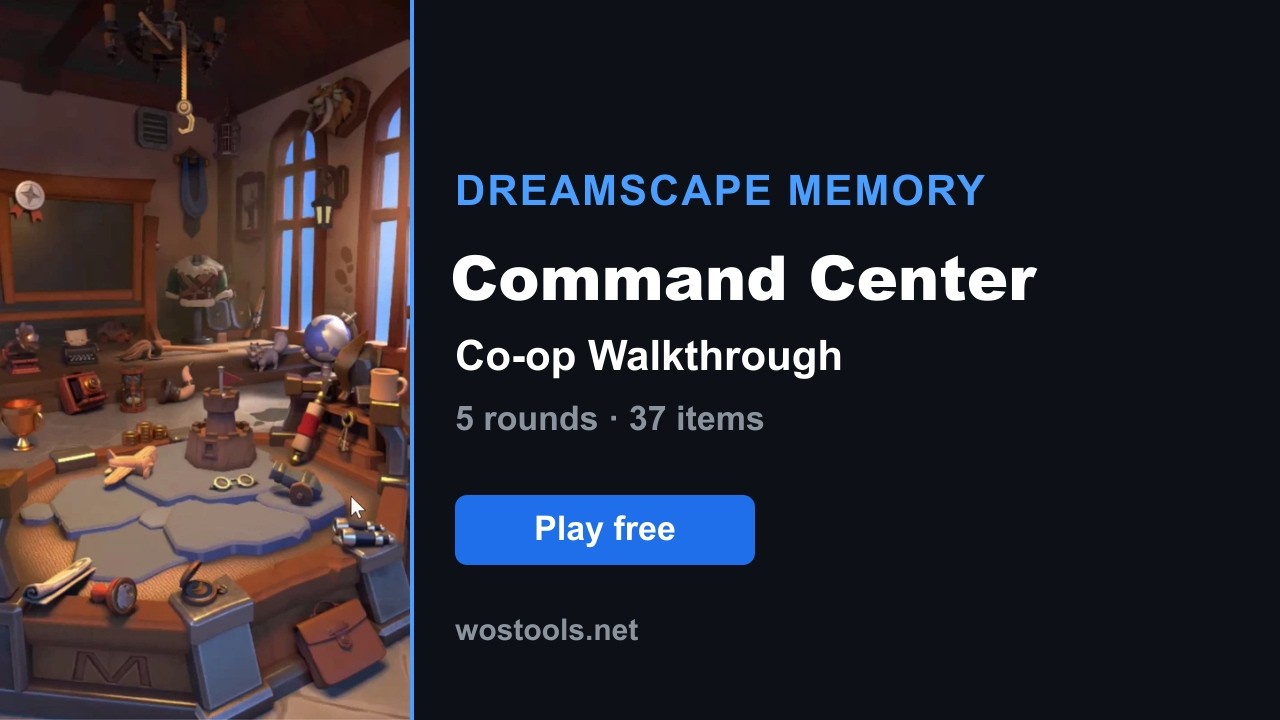 DREAMSCAPE MEMORY
Command Center
Co-op Walkthrough
5 rounds · 37 items
Play free
wostools.net
M